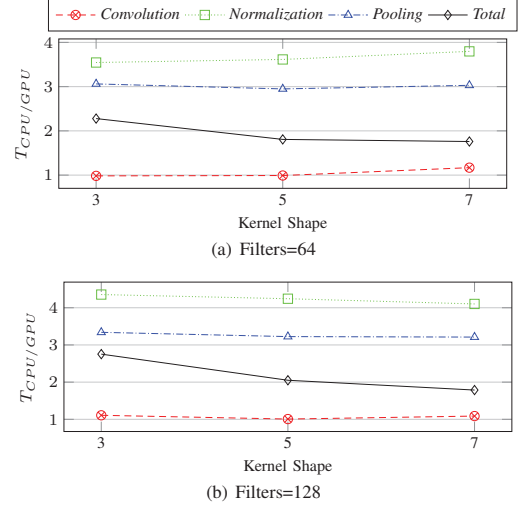 Convolution Normalization Pooling Total
4
3
2
1
3 5 7
T_{CPU/GPU}
Kernel Shape
(a) Filters=64
4
3
2
1
3 5 7
T_{CPU/GPU}
Kernel Shape
(b) Filters=128